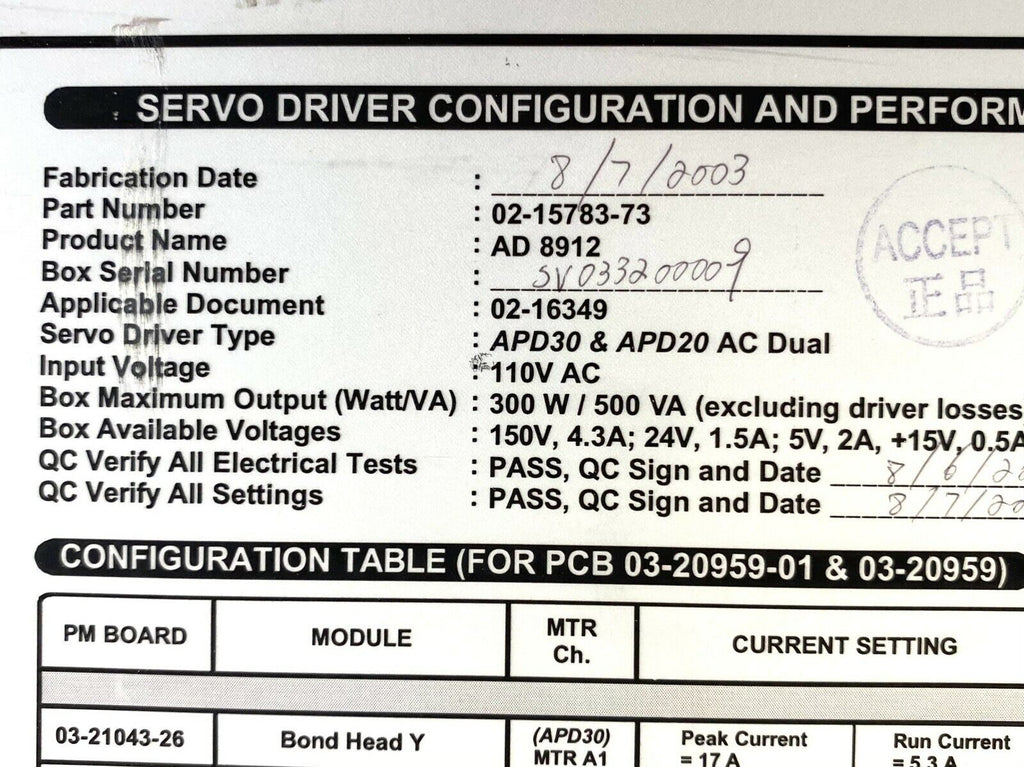 SERVO DRIVER CONFIGURATION AND PERFORM
Fabrication Date : 8/7/2003
Part Number : 02-15783-73
Product Name : AD 8912
Box Serial Number : SV033200009
Applicable Document : 02-16349
Servo Driver Type : APD30 & APD20 AC Dual
Input Voltage : 110V AC
Box Maximum Output (Watt/VA) : 300 W / 500 VA (excluding driver losses
Box Available Voltages : 150V, 4.3A; 24V, 1.5A; 5V, 2A, +15V, 0.5A
QC Verify All Electrical Tests : PASS, QC Sign and Date 8/6/20
QC Verify All Settings : PASS, QC Sign and Date 8/7/20
ACCEPT
正品
CONFIGURATION TABLE (FOR PCB 03-20959-01 & 03-20959)
PM BOARD MODULE MTR Ch. CURRENT SETTING
03-21043-26 Bond Head Y (APD30) Peak Current Run Current
MTR A1 = 17 A = 5.3 A